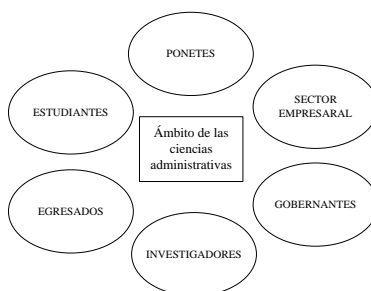 PONETES
SECTOR
EMPRESARAL
ESTUDIANTES
Ámbito de las
ciencias
administrativas
EGRESADOS
GOBERNANTES
INVESTIGADORES